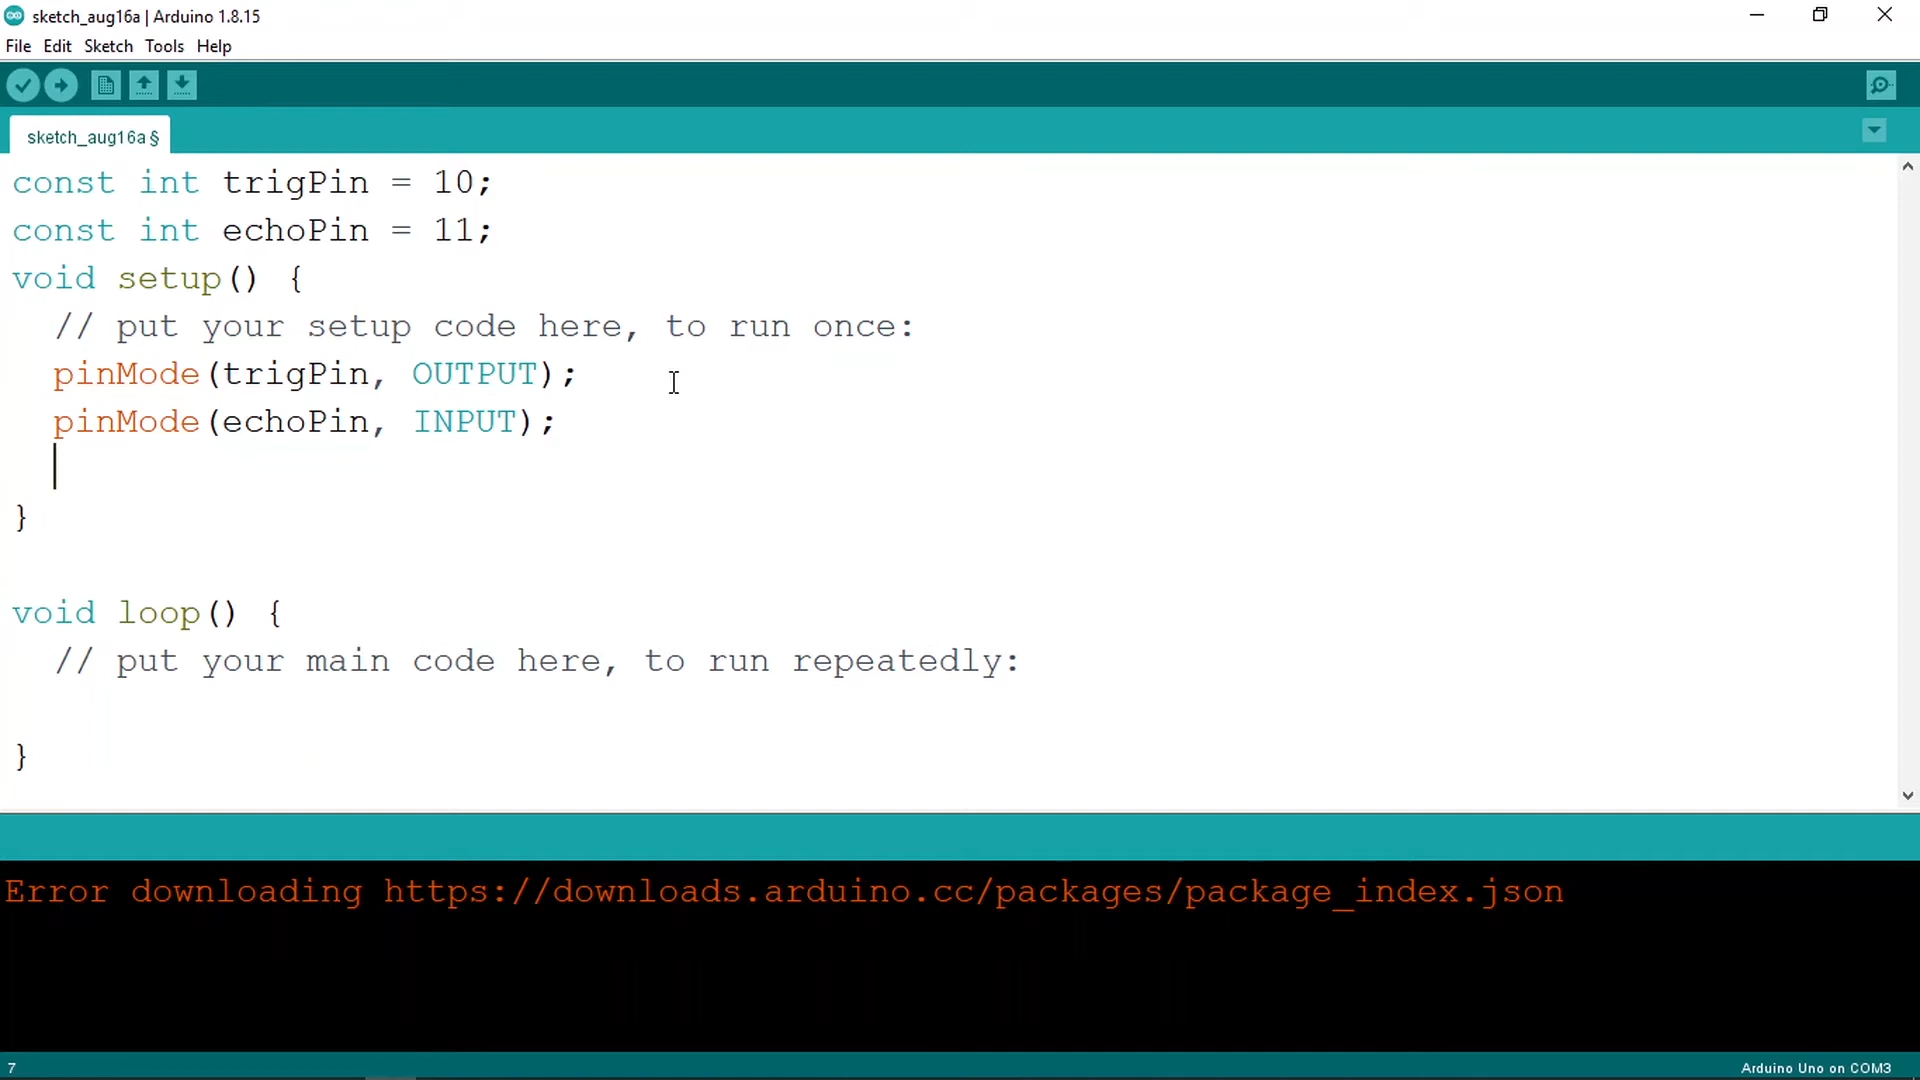 sketch_aug16a | Arduino 1.8.15
File Edit Sketch Tools Help
sketch_aug16a §
const int trigPin = 10;
const int echoPin = 11;
void setup() {
  // put your setup code here, to run once:
  pinMode(trigPin, OUTPUT);
  pinMode(echoPin, INPUT);
}
void loop() {
  // put your main code here, to run repeatedly:
}
Error downloading https://downloads.arduino.cc/packages/package_index.json
7 Arduino Uno on COM3